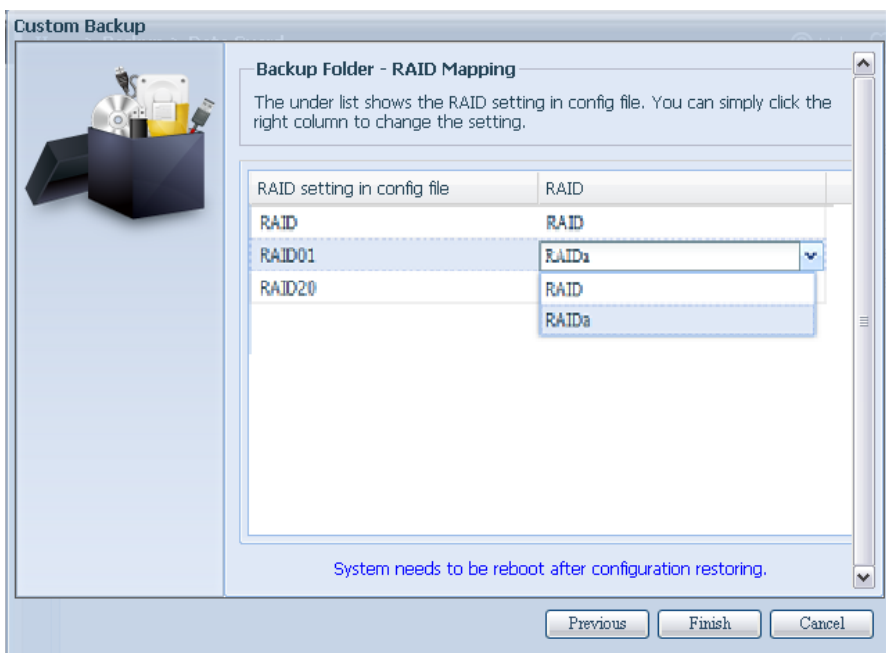 Custom Backup
Backup Folder - RAID Mapping
The under list shows the RAID setting in config file. You can simply click the
right column to change the setting.
RAID setting in config file RAID
RAID RAID
RAID01 RAIDa
RAID20 RAID
RAIDa
System needs to be reboot after configuration restoring.
Previous Finish Cancel